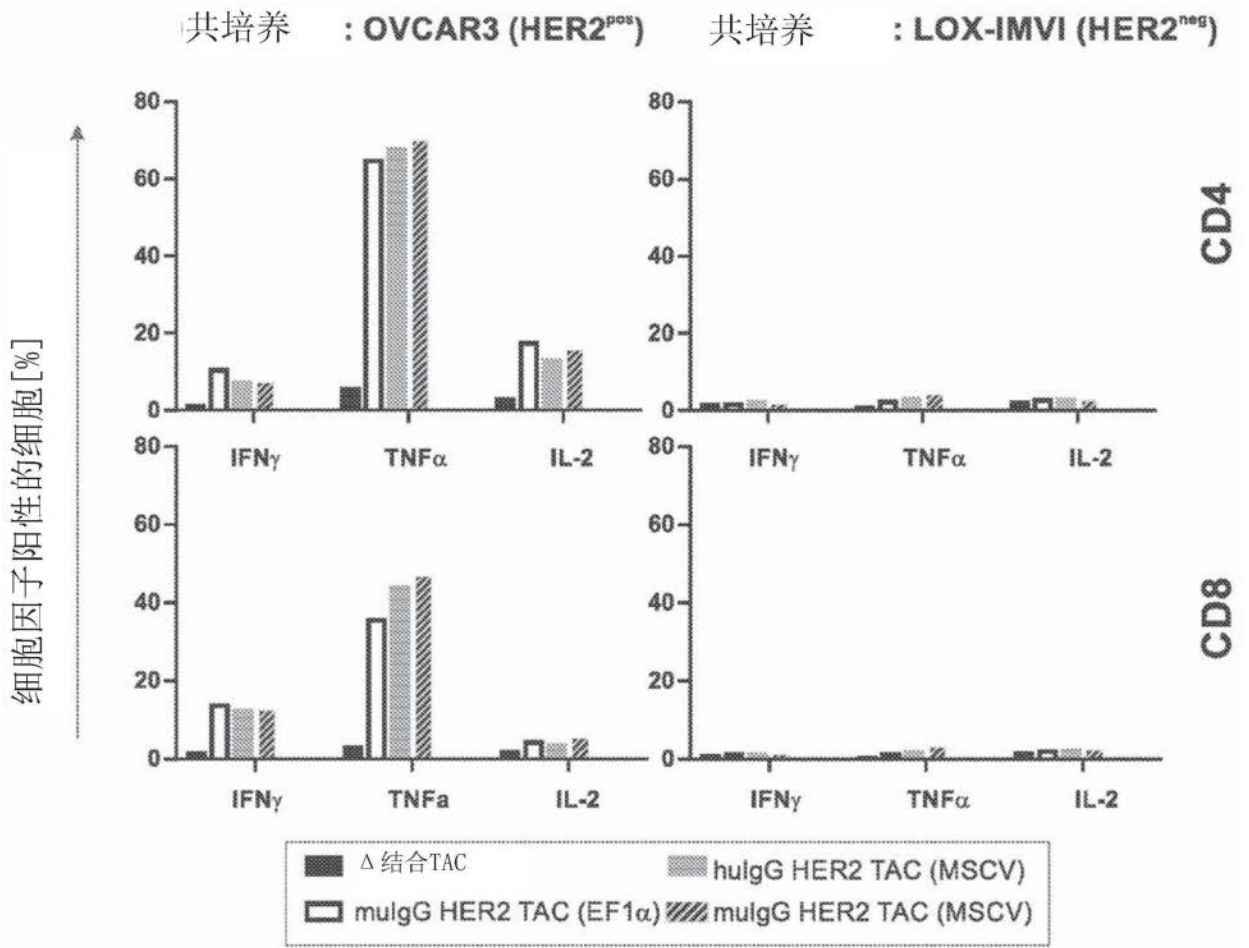 共培养 : OVCAR3 (HER2pos)
共培养 : LOX-IMVI (HER2neg)
细胞因子阳性的细胞[%]
80
60
40
20
0
IFNγ TNFα IL-2
80
60
40
20
0
IFNγ TNFα IL-2
CD4
80
60
40
20
0
IFNγ TNFa IL-2
80
60
40
20
0
IFNγ TNFα IL-2
CD8
Δ结合TAC
huIgG HER2 TAC (MSCV)
muIgG HER2 TAC (EF1α)
muIgG HER2 TAC (MSCV)